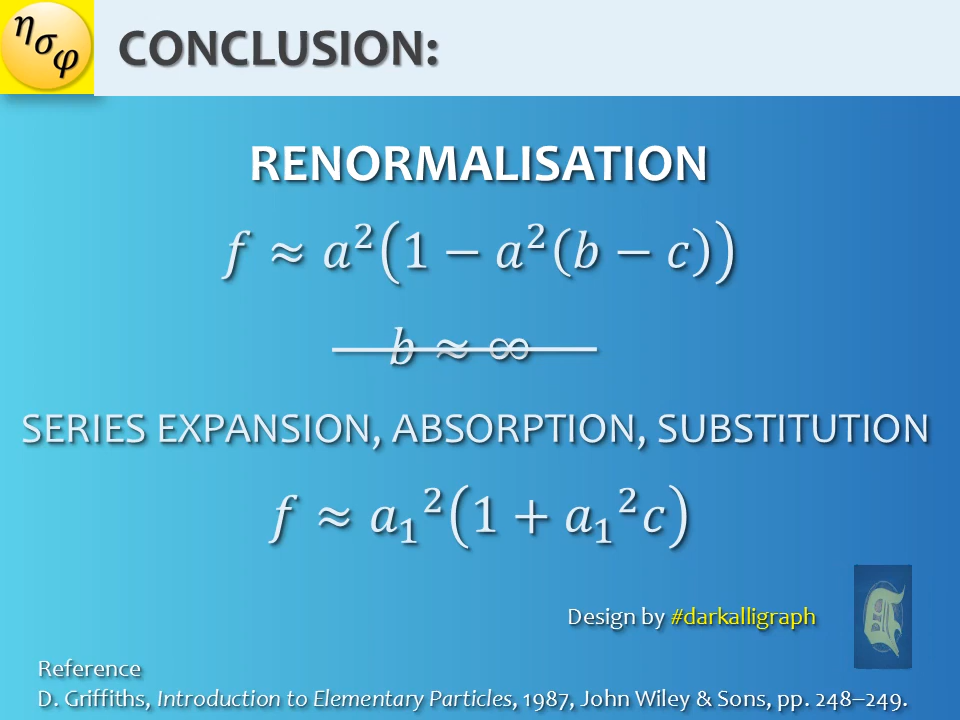 ησφ
CONCLUSION:
RENORMALISATION
f ≈ a²(1 − a²(b − c))
b ≈ ∞
SERIES EXPANSION, ABSORPTION, SUBSTITUTION
f ≈ a₁²(1 + a₁²c)
Design by #darkalligraph
Reference
D. Griffiths, Introduction to Elementary Particles, 1987, John Wiley & Sons, pp. 248–249.